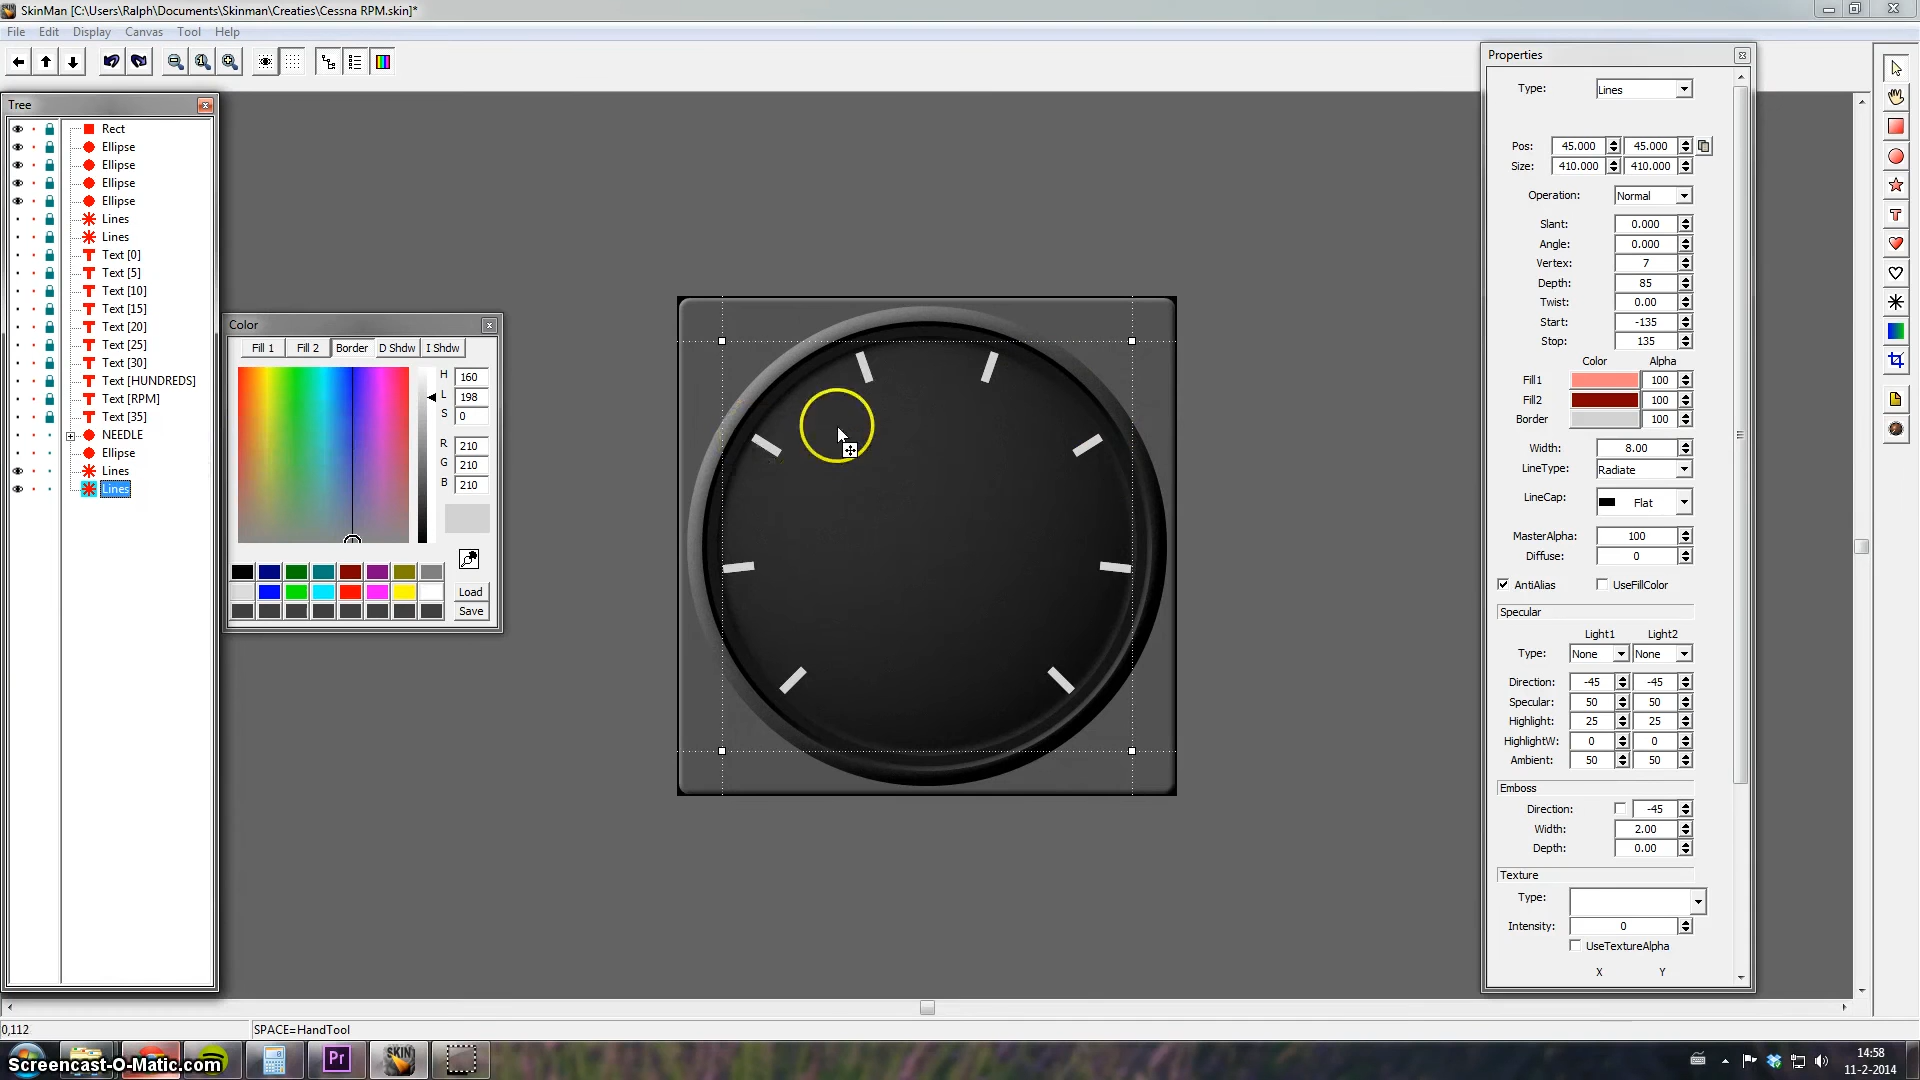 SkinMan [C:\Users\Ralph\Documents\Skinman\Creaties\Cessna RPM.skin]*
File Edit Display Canvas Tool Help
Tree
Rect
Ellipse
Ellipse
Ellipse
Ellipse
Lines
Lines
Text [0]
Text [5]
Text [10]
Text [15]
Text [20]
Text [25]
Text [30]
Text [HUNDREDS]
Text [RPM]
Text [35]
NEEDLE
Ellipse
Lines
Lines
Color
Fill 1 Fill 2 Border D Shdw I Shdw
H 160
L 198
S 0
R 210
G 210
B 210
Load
Save
Properties
Type: Lines
Pos: 45.000 45.000
Size: 410.000 410.000
Operation: Normal
Slant: 0.000
Angle: 0.000
Vertex: 7
Depth: 85
Twist: 0.00
Start: -135
Stop: 135
Color Alpha
Fill1 100
Fill2 100
Border 100
Width: 8.00
LineType: Radiate
LineCap: Flat
MasterAlpha: 100
Diffuse: 0
AntiAlias UseFillColor
Specular
Light1 Light2
Type: None None
Direction: -45 -45
Specular: 50 50
Highlight: 25 25
HighlightW: 0 0
Ambient: 50 50
Emboss
Direction: -45
Width: 2.00
Depth: 0.00
Texture
Type:
Intensity: 0
UseTextureAlpha
X Y
0,112 SPACE=HandTool
Screencast-O-Matic.com
Pr
SKIN
14:58
11-2-2014